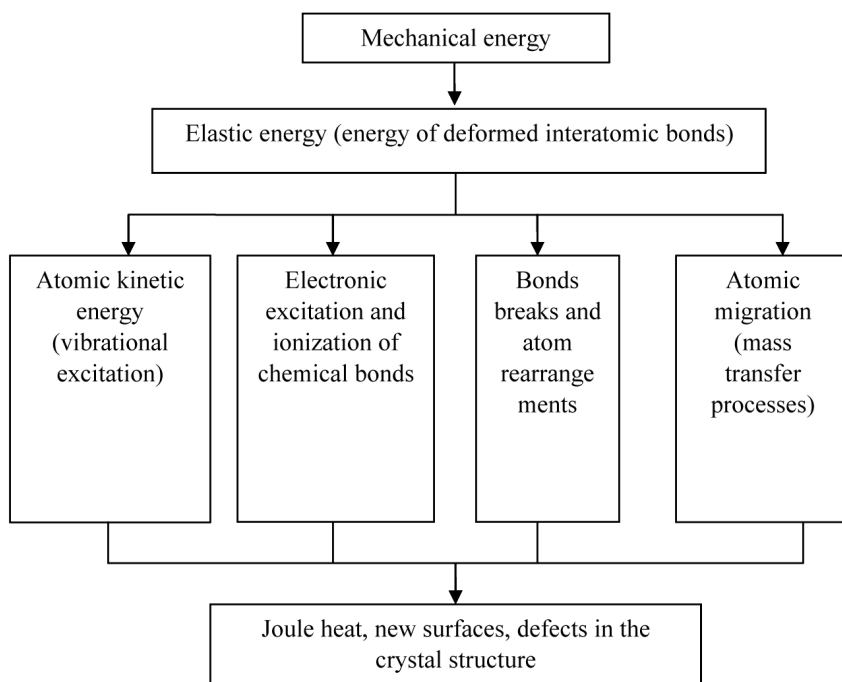 Mechanical energy
Elastic energy (energy of deformed interatomic bonds)
Atomic kinetic
energy
(vibrational
excitation)
Electronic
excitation and
ionization of
chemical bonds
Bonds
breaks and
atom
rearrange
ments
Atomic
migration
(mass
transfer
processes)
Joule heat, new surfaces, defects in the
crystal structure